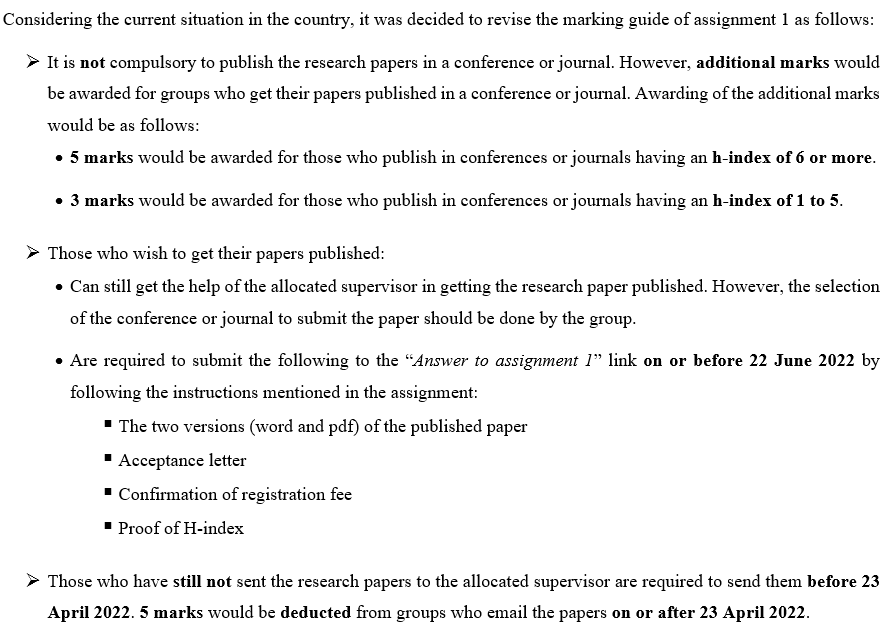 Considering the current situation in the country, it was decided to revise the marking guide of assignment 1 as follows:
➢ It is not compulsory to publish the research papers in a conference or journal. However, additional marks would
be awarded for groups who get their papers published in a conference or journal. Awarding of the additional marks
would be as follows:
• 5 marks would be awarded for those who publish in conferences or journals having an h-index of 6 or more.
• 3 marks would be awarded for those who publish in conferences or journals having an h-index of 1 to 5.
➢ Those who wish to get their papers published:
• Can still get the help of the allocated supervisor in getting the research paper published. However, the selection
of the conference or journal to submit the paper should be done by the group.
• Are required to submit the following to the “Answer to assignment 1” link on or before 22 June 2022 by
following the instructions mentioned in the assignment:
▪ The two versions (word and pdf) of the published paper
▪ Acceptance letter
▪ Confirmation of registration fee
▪ Proof of H-index
➢ Those who have still not sent the research papers to the allocated supervisor are required to send them before 23
April 2022. 5 marks would be deducted from groups who email the papers on or after 23 April 2022.